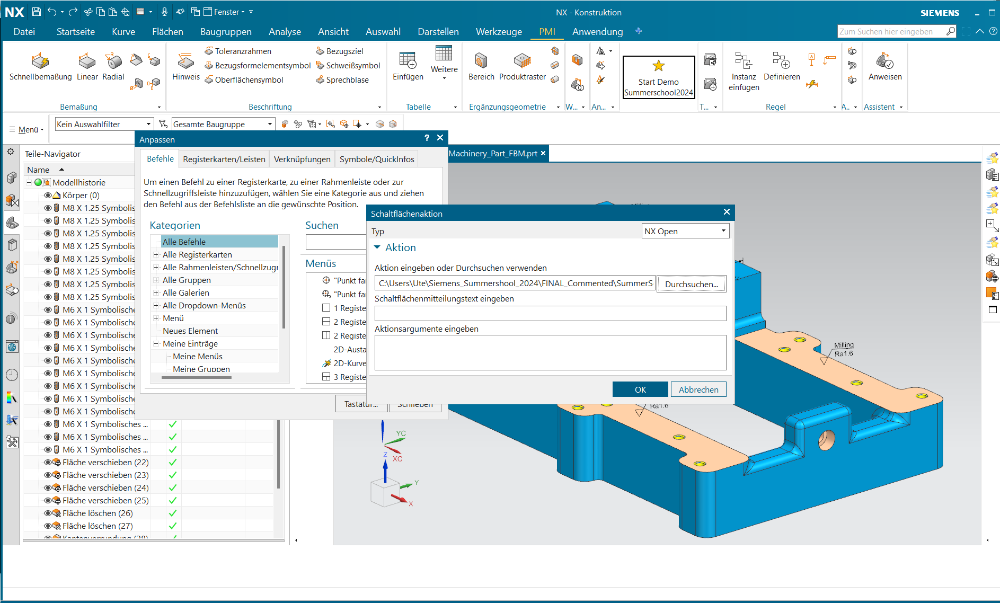 NX
Fenster
NX - Konstruktion
SIEMENS
Datei Startseite Kurve Flächen Baugruppen Analyse Ansicht Auswahl Darstellen Werkzeuge PMI Anwendung
Zum Suchen hier eingeben
Schnellbemaßung Linear Radial
Bemaßung
Hinweis
Toleranzrahmen
Bezugsformelementsymbol
Oberflächensymbol
Bezugsziel
Schweißsymbol
Sprechblase
Beschriftung
Einfügen
Weitere
Tabelle
Bereich
Produktraster
Ergänzungsgeometrie
W...
An...
Start Demo
Summerschool2024
T...
Instanz
einfügen
Definieren
Regel
A..
Anweisen
Assistent
Menü
Kein Auswahlfilter
Gesamte Baugruppe
Teile-Navigator
Name
Modellhistorie
Körper (0)
M8 X 1.25 Symbolis
M8 X 1.25 Symbolis
M8 X 1.25 Symbolis
M8 X 1.25 Symbolis
M8 X 1.25 Symbolis
M8 X 1.25 Symbolis
M8 X 1.25 Symbolis
M8 X 1.25 Symbolis
M6 X 1 Symbolische
M6 X 1 Symbolische
M6 X 1 Symbolische
M6 X 1 Symbolische
M6 X 1 Symbolische
M6 X 1 Symbolische
M6 X 1 Symbolische
M6 X 1 Symbolische
M6 X 1 Symbolische
M6 X 1 Symbolisches ...
M6 X 1 Symbolisches ...
M6 X 1 Symbolisches ...
Fläche verschieben (22)
Fläche verschieben (23)
Fläche verschieben (24)
Fläche verschieben (25)
Fläche löschen (26)
Fläche löschen (27)
Kantenverrundung (28)
Anpassen
?
Befehle
Registerkarten/Leisten
Verknüpfungen
Symbole/QuickInfos
Um einen Befehl zu einer Registerkarte, zu einer Rahmenleiste oder zur
Schnellzugriffsleiste hinzuzufügen, wählen Sie eine Kategorie aus und ziehen
den Befehl aus der Befehlsliste an die gewünschte Position.
Kategorien
Alle Befehle
Alle Registerkarten
Alle Rahmenleisten/Schnellzugr
Alle Gruppen
Alle Galerien
Alle Dropdown-Menüs
Menü
Neues Element
Meine Einträge
Meine Menüs
Meine Gruppen
Suchen
Menüs
"Punkt far
"Punkt far
1 Registe
2 Registe
2 Registe
2D-Austa
2D-Kurve
3 Registe
Tastatur...
Schließen
Machinery_Part_FBM.prt
Schaltflächenaktion
Typ
NX Open
Aktion
Aktion eingeben oder Durchsuchen verwenden
C:\Users\Ute\Siemens_Summershool_2024\FINAL_Commented\SummerS
Durchsuchen...
Schaltflächenmitteilungstext eingeben
Aktionsargumente eingeben
OK
Abbrechen
Milling
Milling
Ra1.6
Ra1.6
YC
XC
Z
Y
X